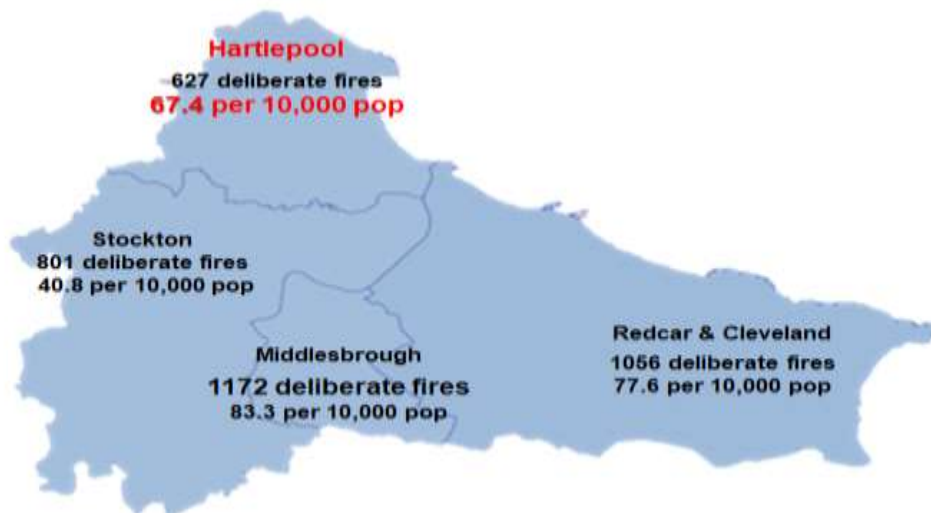 Hartlepool
627 deliberate fires
67.4 per 10,000 pop
Stockton
801 deliberate fires
40.8 per 10,000 pop
Middlesbrough
1172 deliberate fires
83.3 per 10,000 pop
Redcar & Cleveland
1056 deliberate fires
77.6 per 10,000 pop